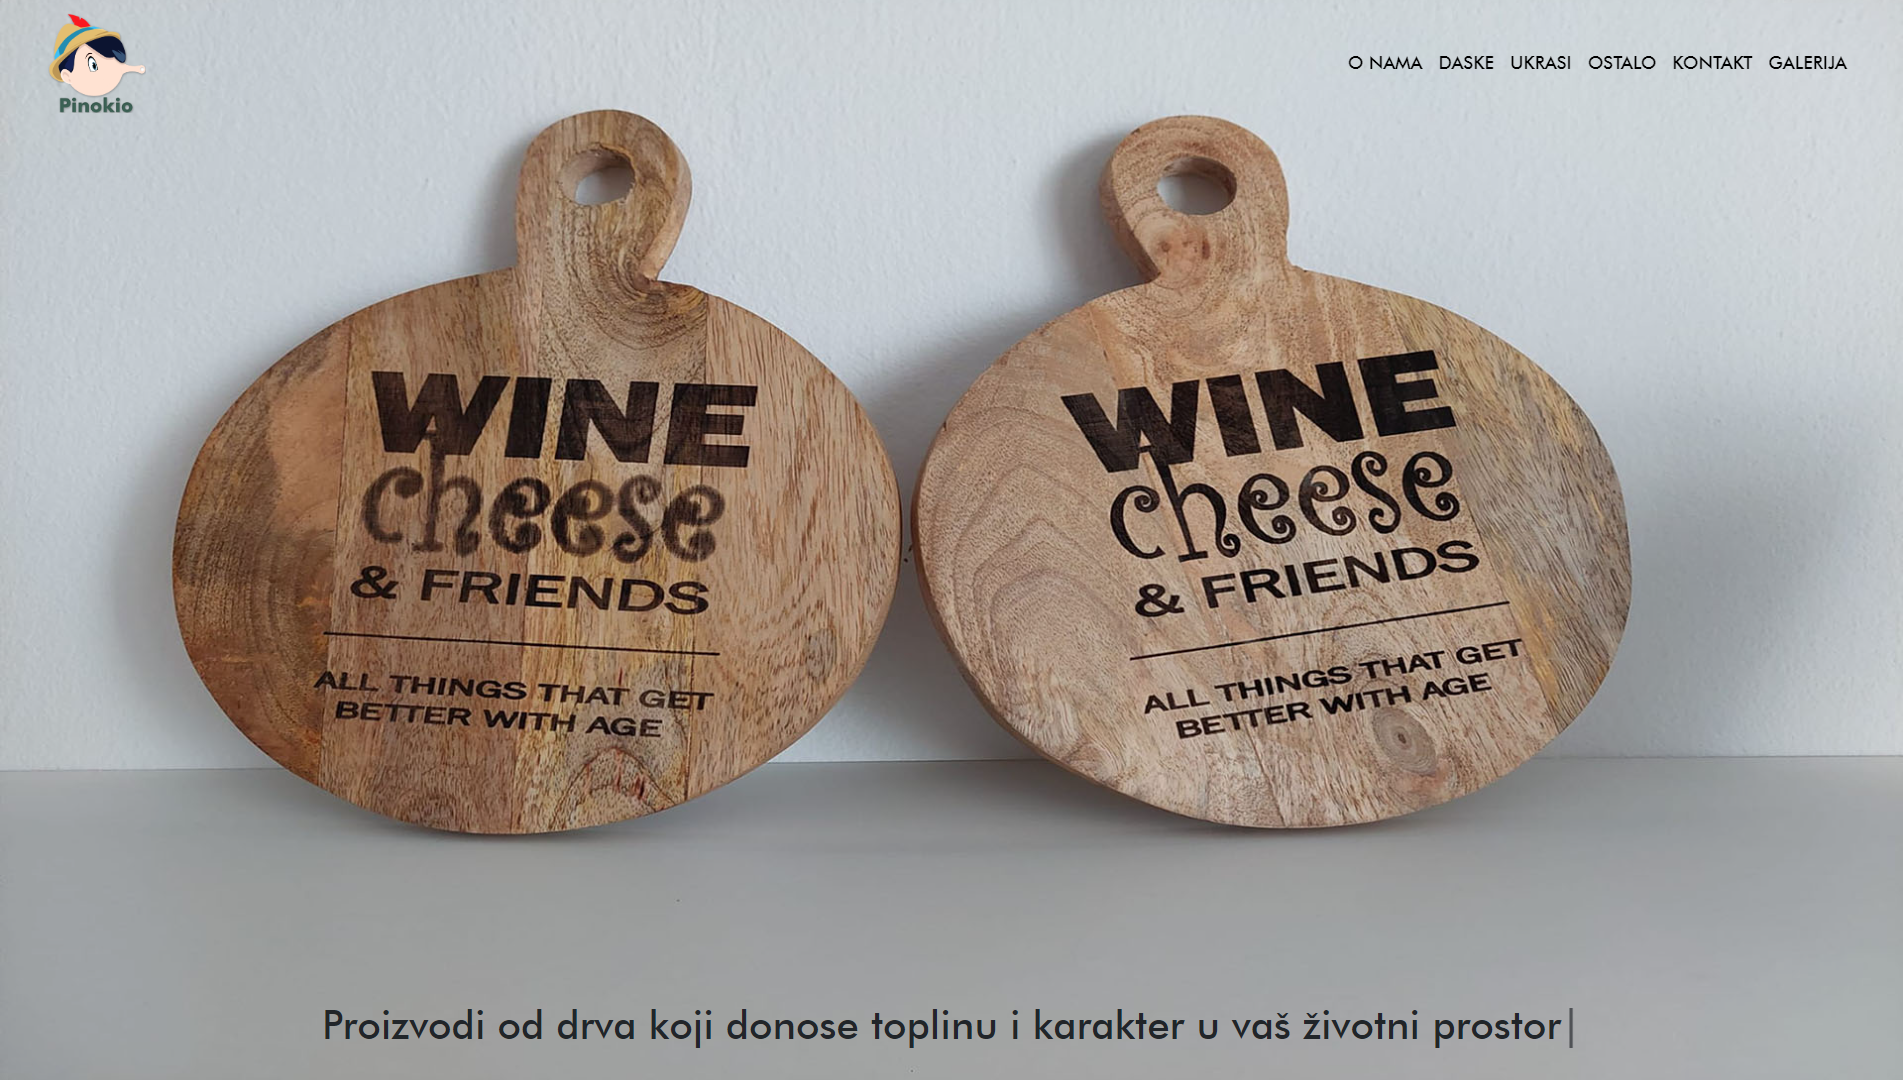 Pinokio
O NAMA DASKE UKRASI OSTALO KONTAKT GALERIJA
WINE
cheese
& FRIENDS
ALL THINGS THAT GET
BETTER WITH AGE
WINE
cheese
& FRIENDS
ALL THINGS THAT GET
BETTER WITH AGE
Proizvodi od drva koji donose toplinu i karakter u vaš životni prostor|